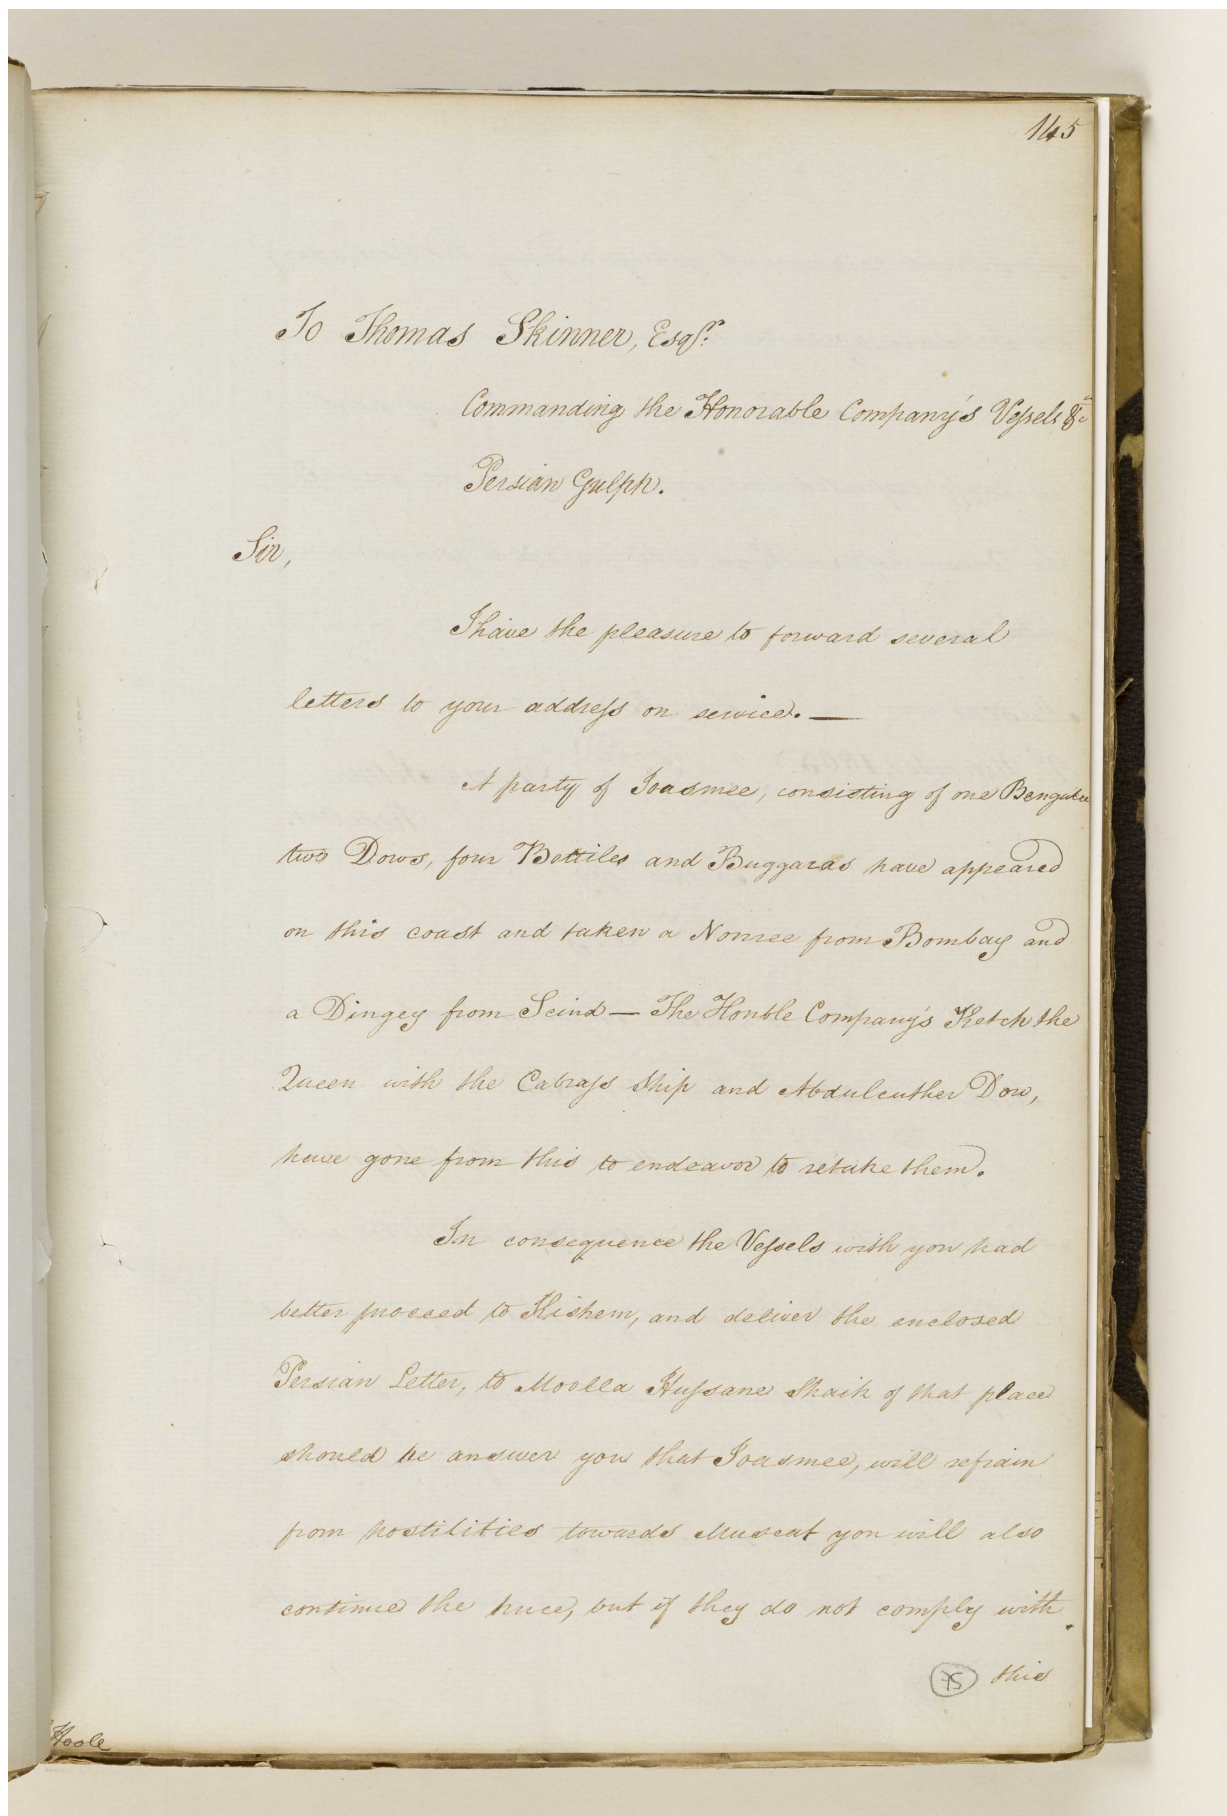 145
To Thomas Skinner, Esqr.
Commanding the Honorable Company's Vessels &c
Persian Gulph.
Sir,
I have the pleasure to forward several
letters to your address on service. —
A party of Joasmee, consisting of one
two Dows, four Bottiles and Buggaras have appeared
on this coast and taken a Nouree from Bombay and
a Dingey from Scind — The Honble Company's Ketch the
Queen with the Cabrass Ship and Abdulcuther Dow,
have gone from this to endeavor to retake them.
In consequence the Vessels with you had
better proceed to Kishem, and deliver the enclosed
Persian Letter, to Moolla Hussane Shaik of that place
should he answer you that Joasmee, will refrain
from hostilities towards Muscat you will also
continue the truce, but if they do not comply with
this
75
Hoole